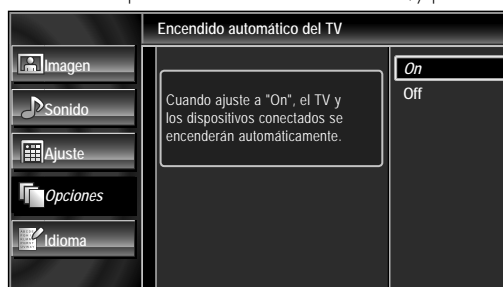 Encendido automático del TV
Imagen
Sonido
Ajuste
Opciones
Idioma
Cuando ajuste a "On", el TV y
los dispositivos conectados se
encenderán automáticamente.
On
Off